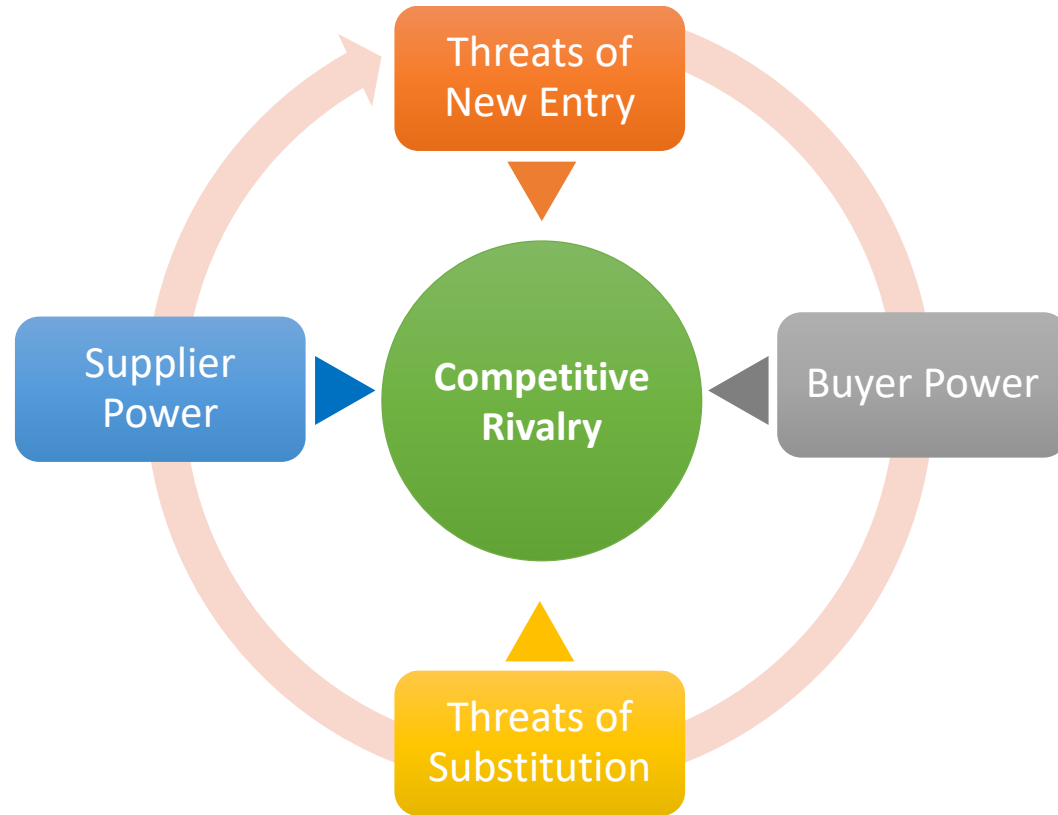 Threats of
New Entry
Supplier
Power
Competitive
Rivalry
Buyer Power
Threats of
Substitution